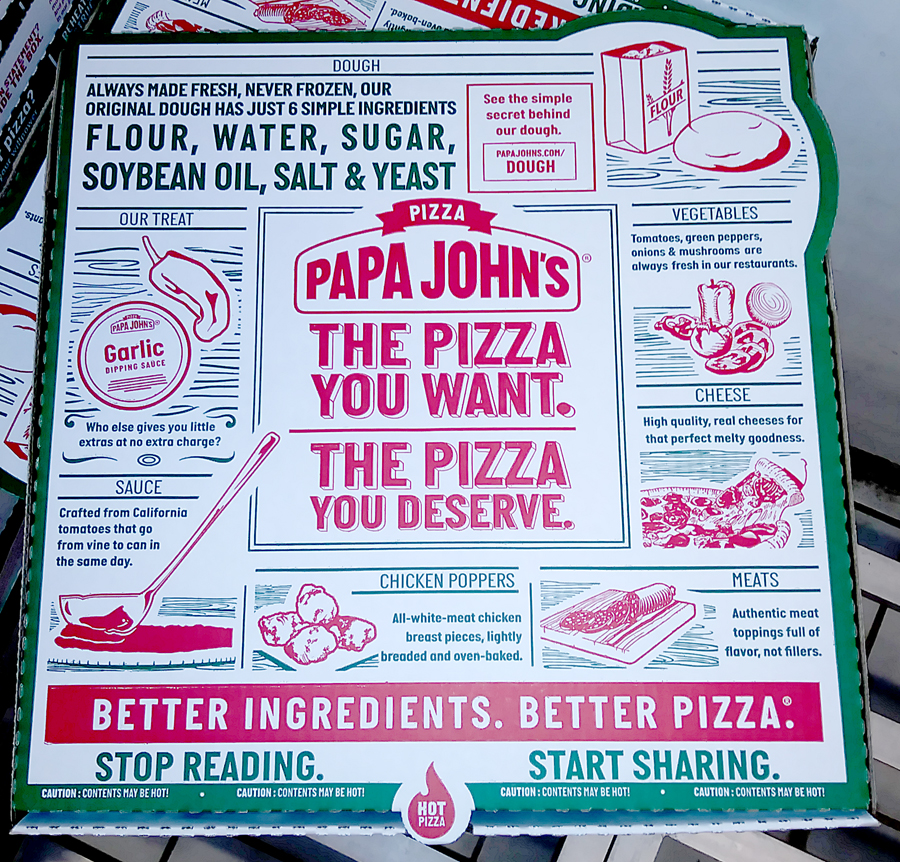 DOUGH
ALWAYS MADE FRESH, NEVER FROZEN, OUR
ORIGINAL DOUGH HAS JUST 6 SIMPLE INGREDIENTS
FLOUR, WATER, SUGAR,
SOYBEAN OIL, SALT & YEAST
See the simple
secret behind
our dough.
PAPAJOHNS.COM/
DOUGH
FLOUR
OUR TREAT
PIZZA
PAPA JOHN'S®
Garlic
DIPPING SAUCE
Who else gives you little
extras at no extra charge?
SAUCE
Crafted from California
tomatoes that go
from vine to can in
the same day.
PIZZA
PAPA JOHN'S®
THE PIZZA
YOU WANT.
THE PIZZA
YOU DESERVE.
VEGETABLES
Tomatoes, green peppers,
onions & mushrooms are
always fresh in our restaurants.
CHEESE
High quality, real cheeses for
that perfect melty goodness.
CHICKEN POPPERS
All-white-meat chicken
breast pieces, lightly
breaded and oven-baked.
MEATS
Authentic meat
toppings full of
flavor, not fillers.
BETTER INGREDIENTS. BETTER PIZZA.®
STOP READING.
START SHARING.
CAUTION: CONTENTS MAY BE HOT! • CAUTION: CONTENTS MAY BE HOT!
HOT
PIZZA
CAUTION: CONTENTS MAY BE HOT! • CAUTION: CONTENTS MAY BE HOT!